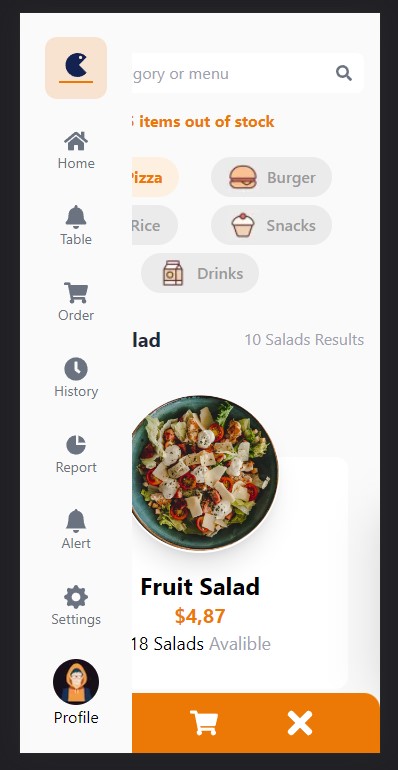 Home
Table
Order
History
Report
Alert
Settings
Profile
gory or menu
items out of stock
Pizza
Burger
Rice
Snacks
Drinks
lad
10 Salads Results
Fruit Salad
$4,87
18 Salads Avalible